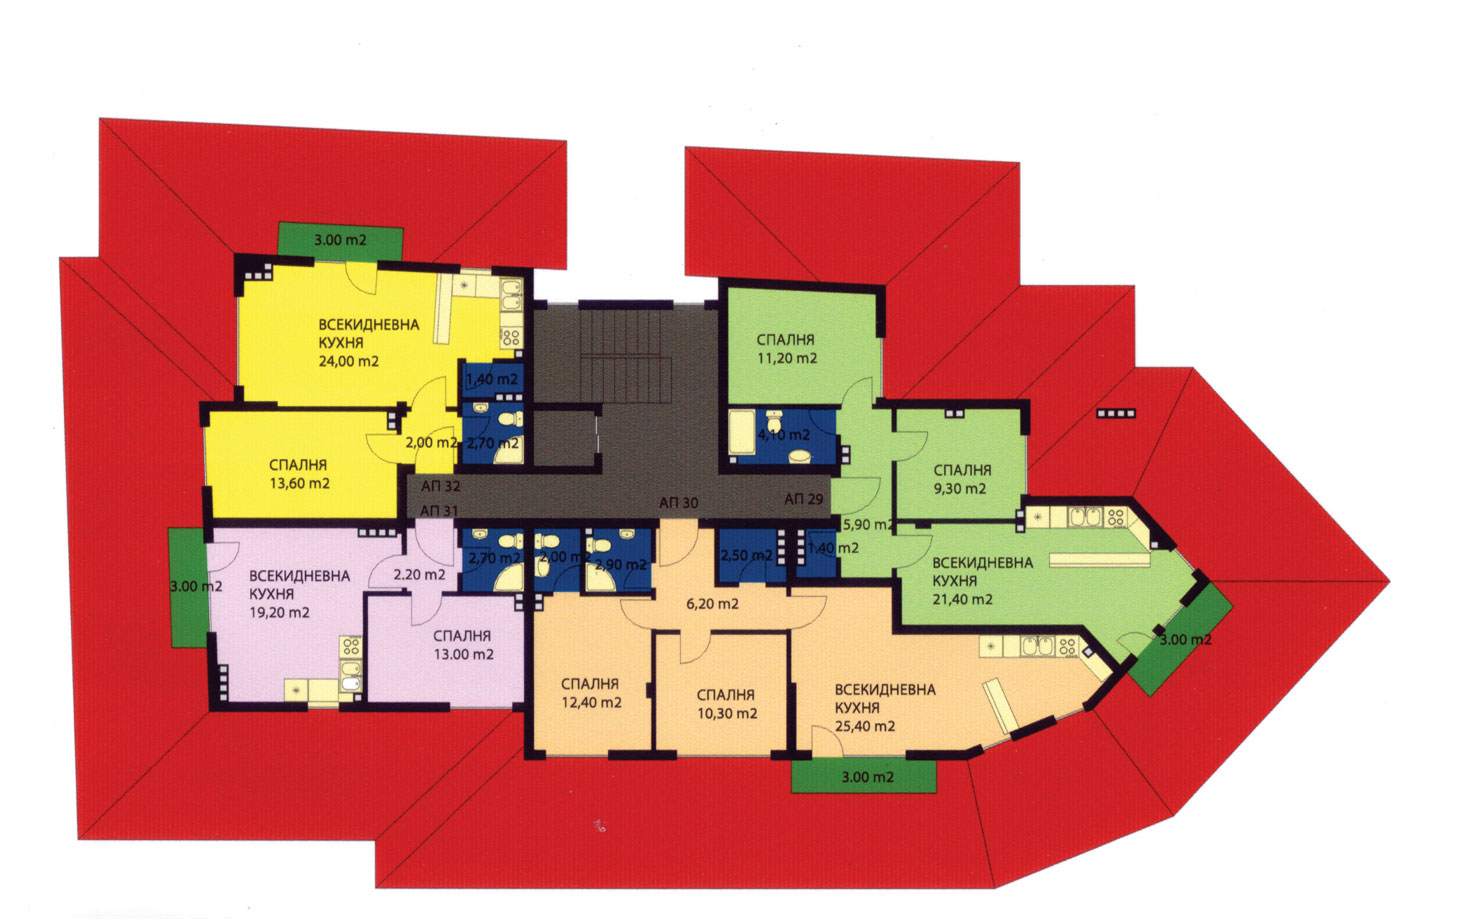 3.00 m2
ВСЕКИДНЕВНА
КУХНЯ
24,00 m2
1,40 m2
2,00 m2
2,70 m2
СПАЛНЯ
13,60 m2
АП 32
АП 31
АП 30
АП 29
СПАЛНЯ
11,20 m2
4,10 m2
СПАЛНЯ
9,30 m2
5,90 m2
1.40 m2
ВСЕКИДНЕВНА
КУХНЯ
21,40 m2
3.00 m2
3.00 m2
ВСЕКИДНЕВНА
КУХНЯ
19,20 m2
2.20 m2
2,70 m2
СПАЛНЯ
13.00 m2
2,00 m2
2,90 m2
2,50 m2
6,20 m2
СПАЛНЯ
12,40 m2
СПАЛНЯ
10,30 m2
ВСЕКИДНЕВНА
КУХНЯ
25,40 m2
3.00 m2